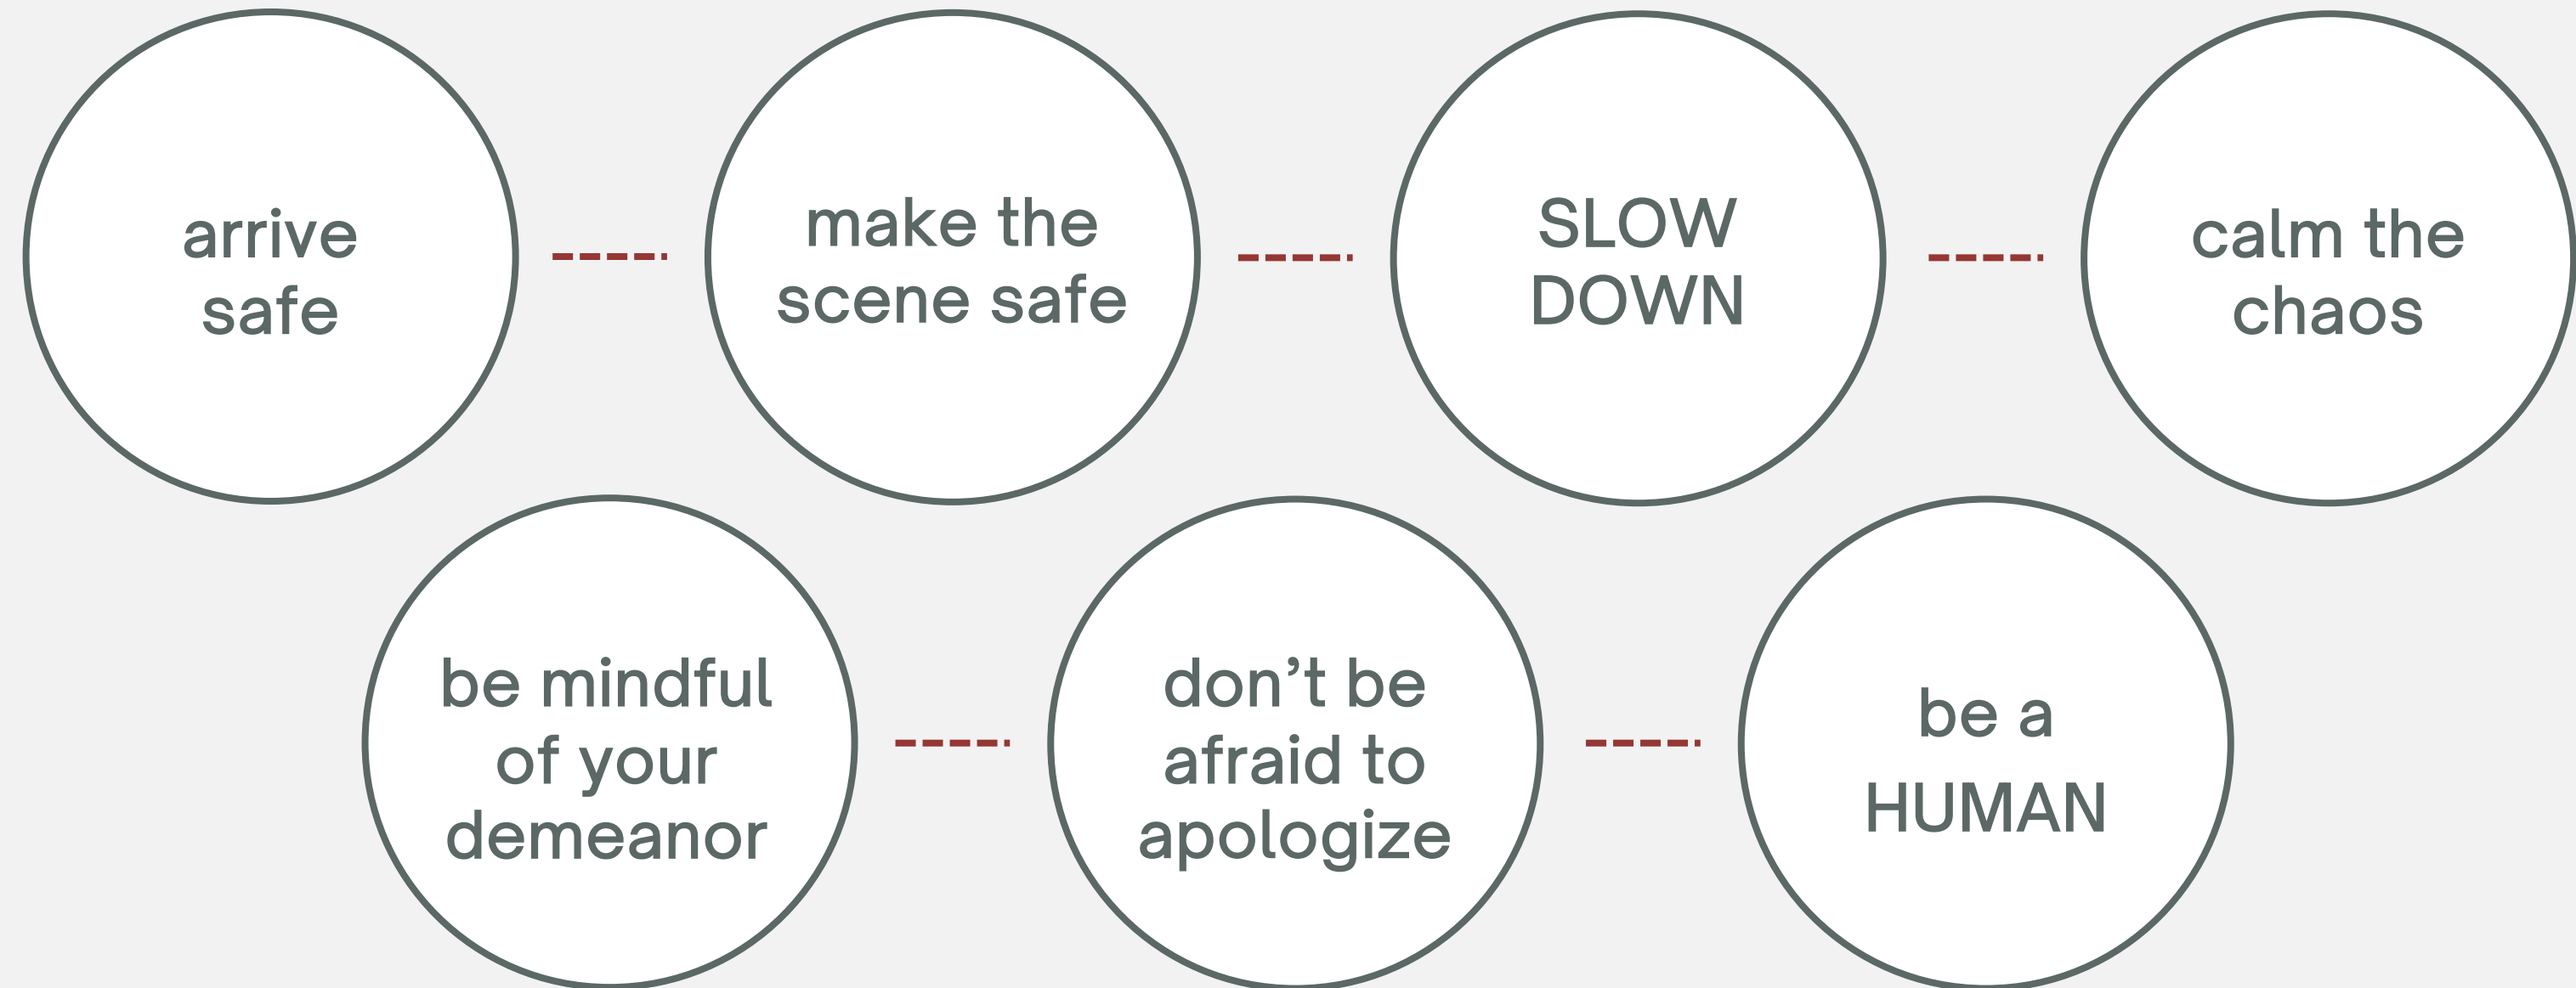 arrive
safe
make the
scene safe
SLOW
DOWN
calm the
chaos
be mindful
of your
demeanor
don’t be
afraid to
apologize
be a
HUMAN